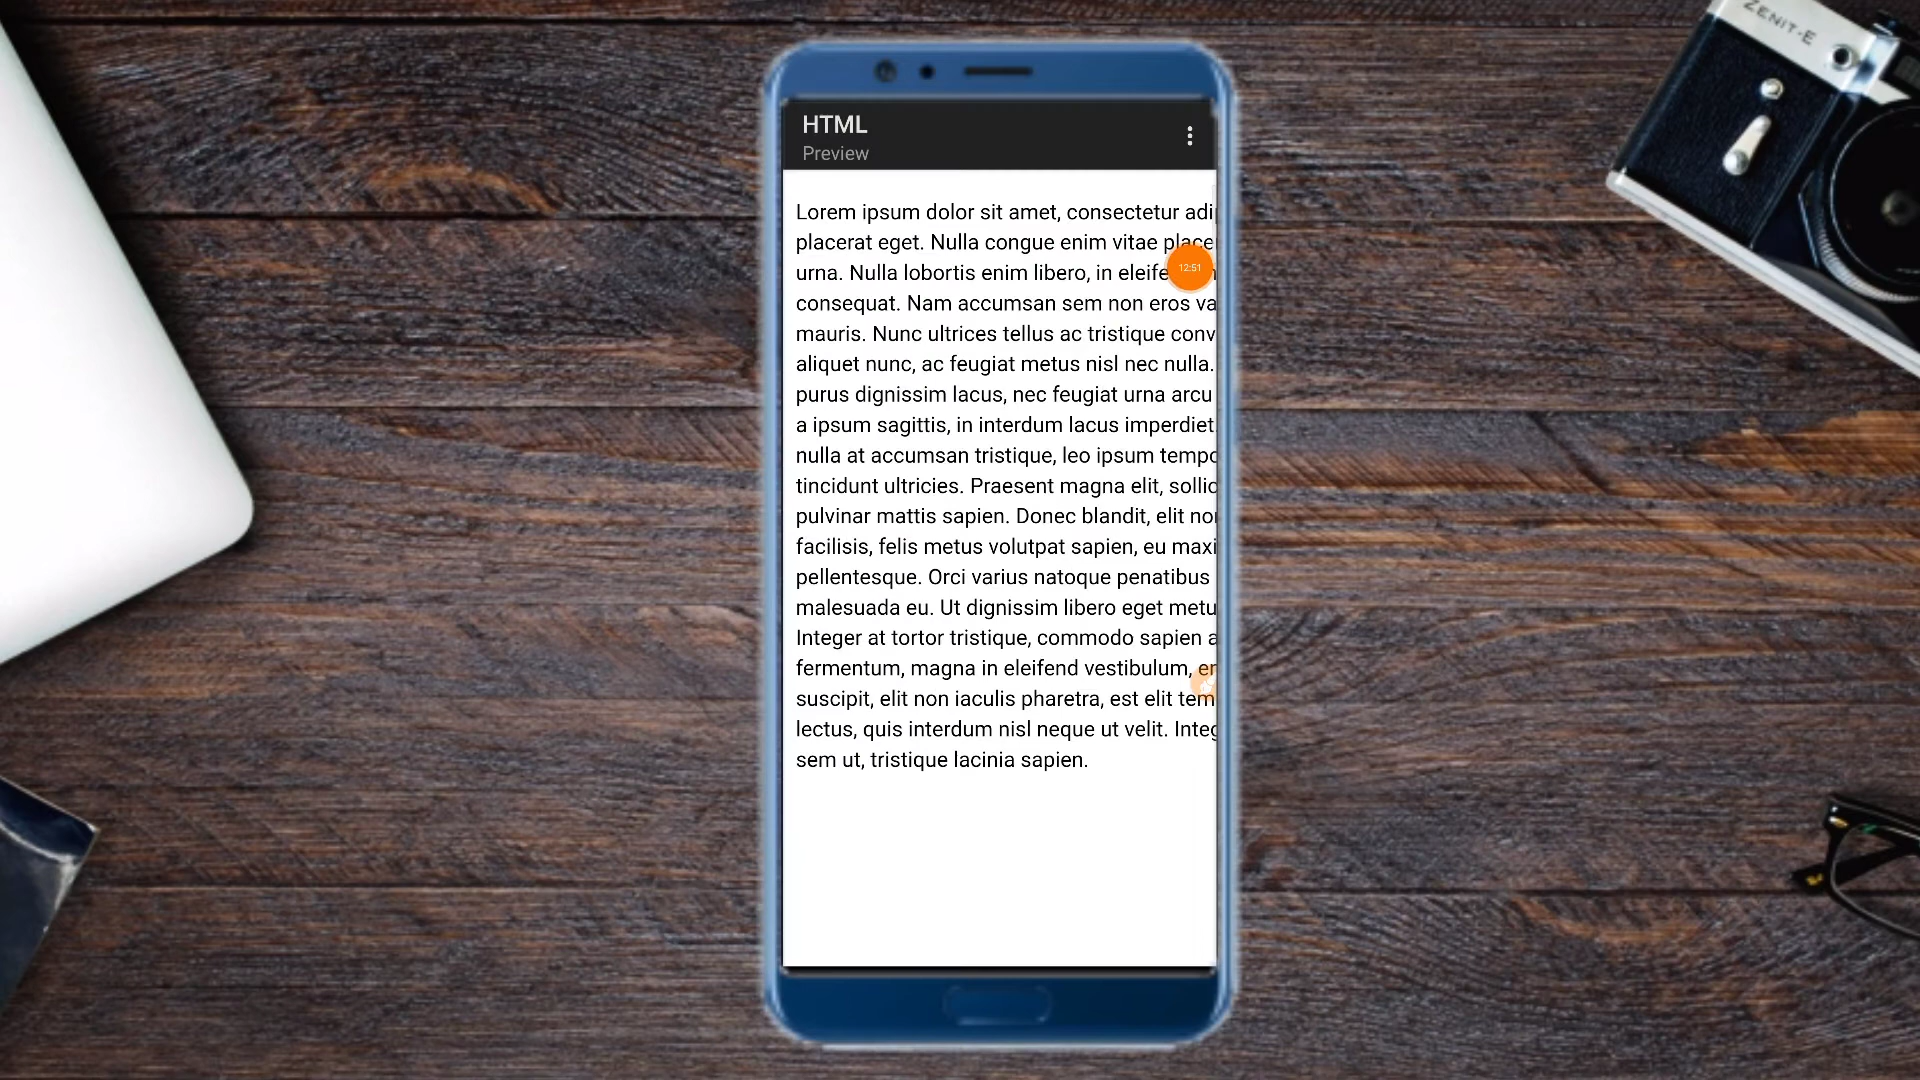 ZENIT-E
HTML
Preview
Lorem ipsum dolor sit amet, consectetur adi
placerat eget. Nulla congue enim vitae place
urna. Nulla lobortis enim libero, in eleife
12:51
consequat. Nam accumsan sem non eros va
mauris. Nunc ultrices tellus ac tristique conv
aliquet nunc, ac feugiat metus nisl nec nulla.
purus dignissim lacus, nec feugiat urna arcu
a ipsum sagittis, in interdum lacus imperdiet
nulla at accumsan tristique, leo ipsum tempo
tincidunt ultricies. Praesent magna elit, sollic
pulvinar mattis sapien. Donec blandit, elit no
facilisis, felis metus volutpat sapien, eu maxi
pellentesque. Orci varius natoque penatibus
malesuada eu. Ut dignissim libero eget metu
Integer at tortor tristique, commodo sapien a
fermentum, magna in eleifend vestibulum, er
suscipit, elit non iaculis pharetra, est elit tem
lectus, quis interdum nisl neque ut velit. Integ
sem ut, tristique lacinia sapien.